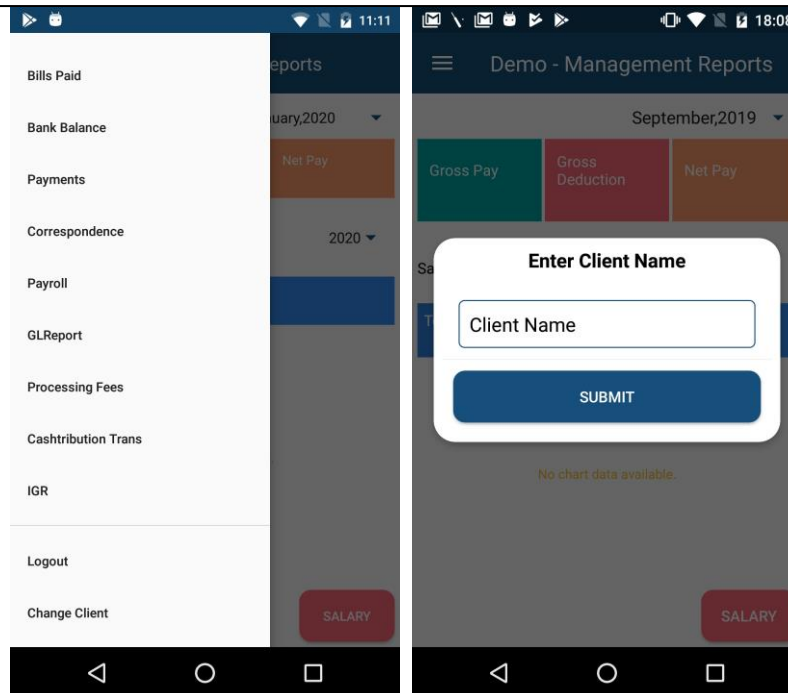 11:11
eports
Bills Paid
uary,2020
Bank Balance
Net Pay
Payments
Correspondence
2020
Payroll
GLReport
Processing Fees
Cashtribution Trans
IGR
Logout
Change Client
SALARY
18:08
Demo - Management Reports
September,2019
Gross Pay
Gross
Deduction
Net Pay
Sa
Enter Client Name
T
Client Name
SUBMIT
No chart data available.
SALARY